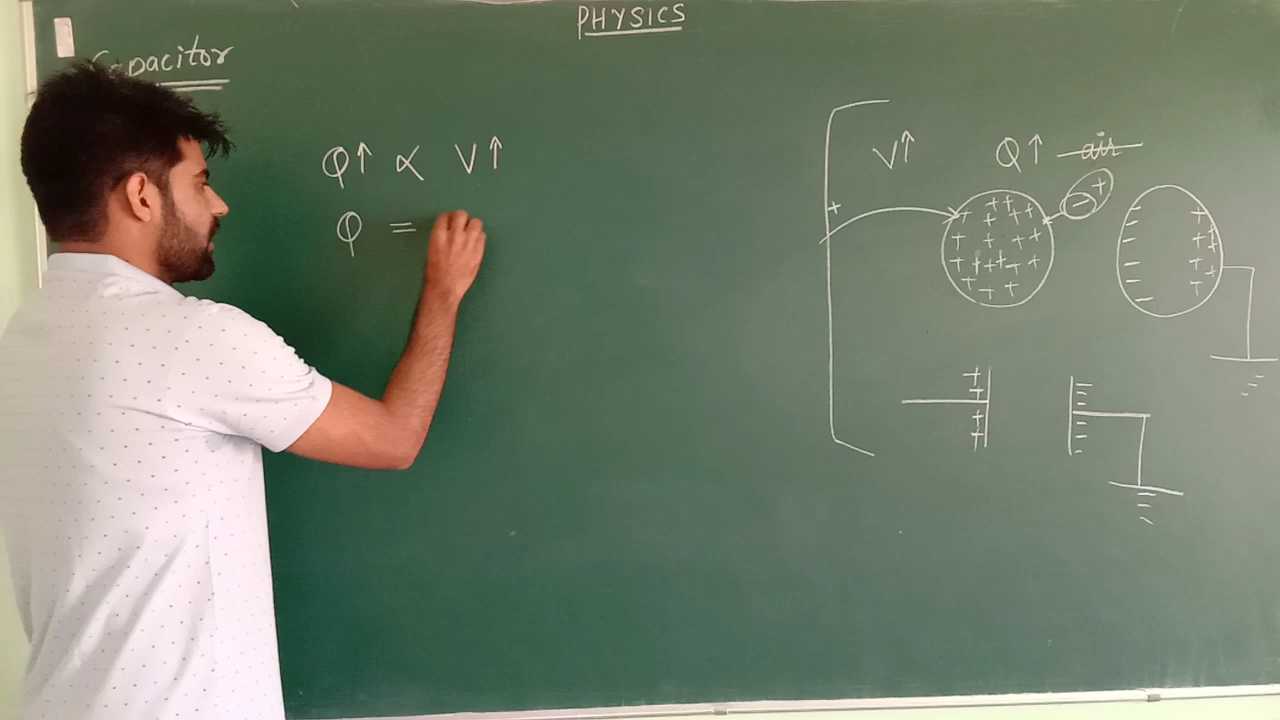 PHYSICS
Capacitor
Q↑ ∝ V↑
Q =
V↑ Q↑ air
+